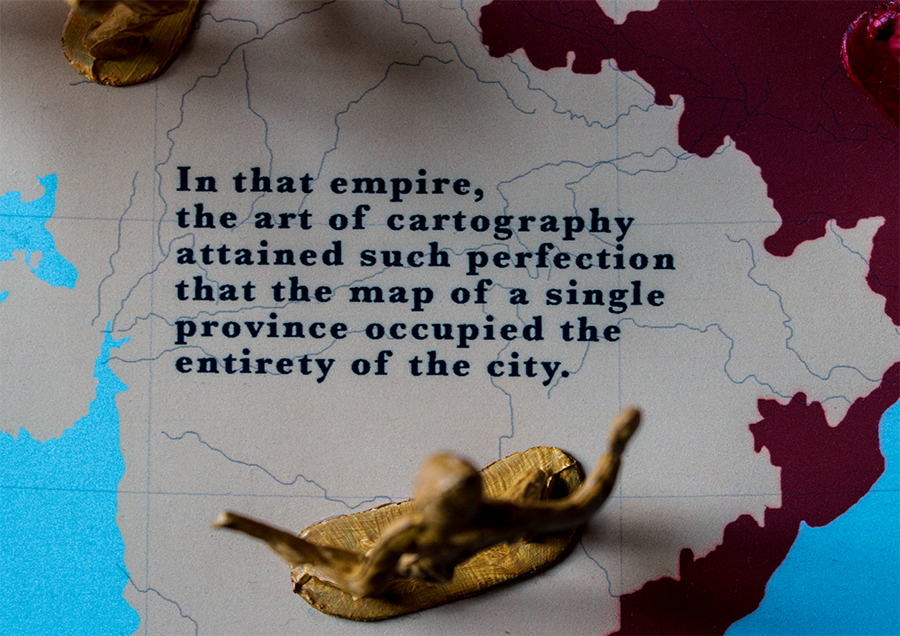 In that empire,
the art of cartography
attained such perfection
that the map of a single
province occupied the
entirety of the city.